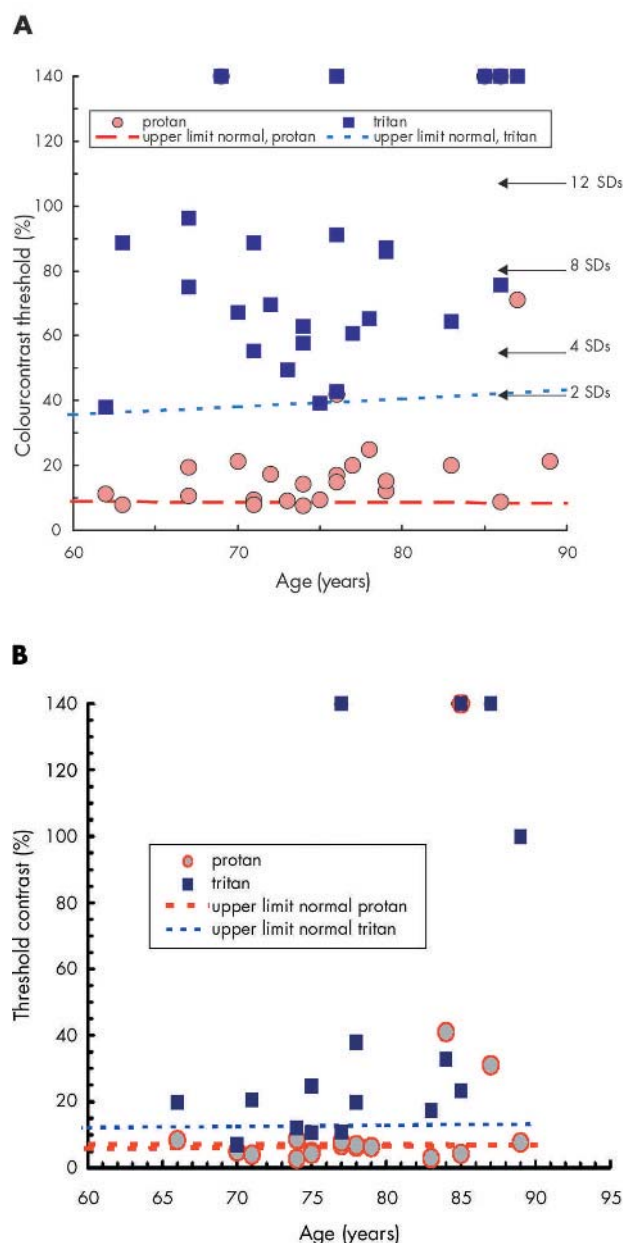 A
140
120
100
80
60
40
20
0
Colourcontrast threshold (%)
protan
tritan
upper limit normal, protan
upper limit normal, tritan
12 SDs
8 SDs
4 SDs
2 SDs
60
70
80
90
Age (years)
B
140
120
100
80
60
40
20
0
Threshold contrast (%)
protan
tritan
upper limit normal protan
upper limit normal tritan
60
65
70
75
80
85
90
95
Age (years)